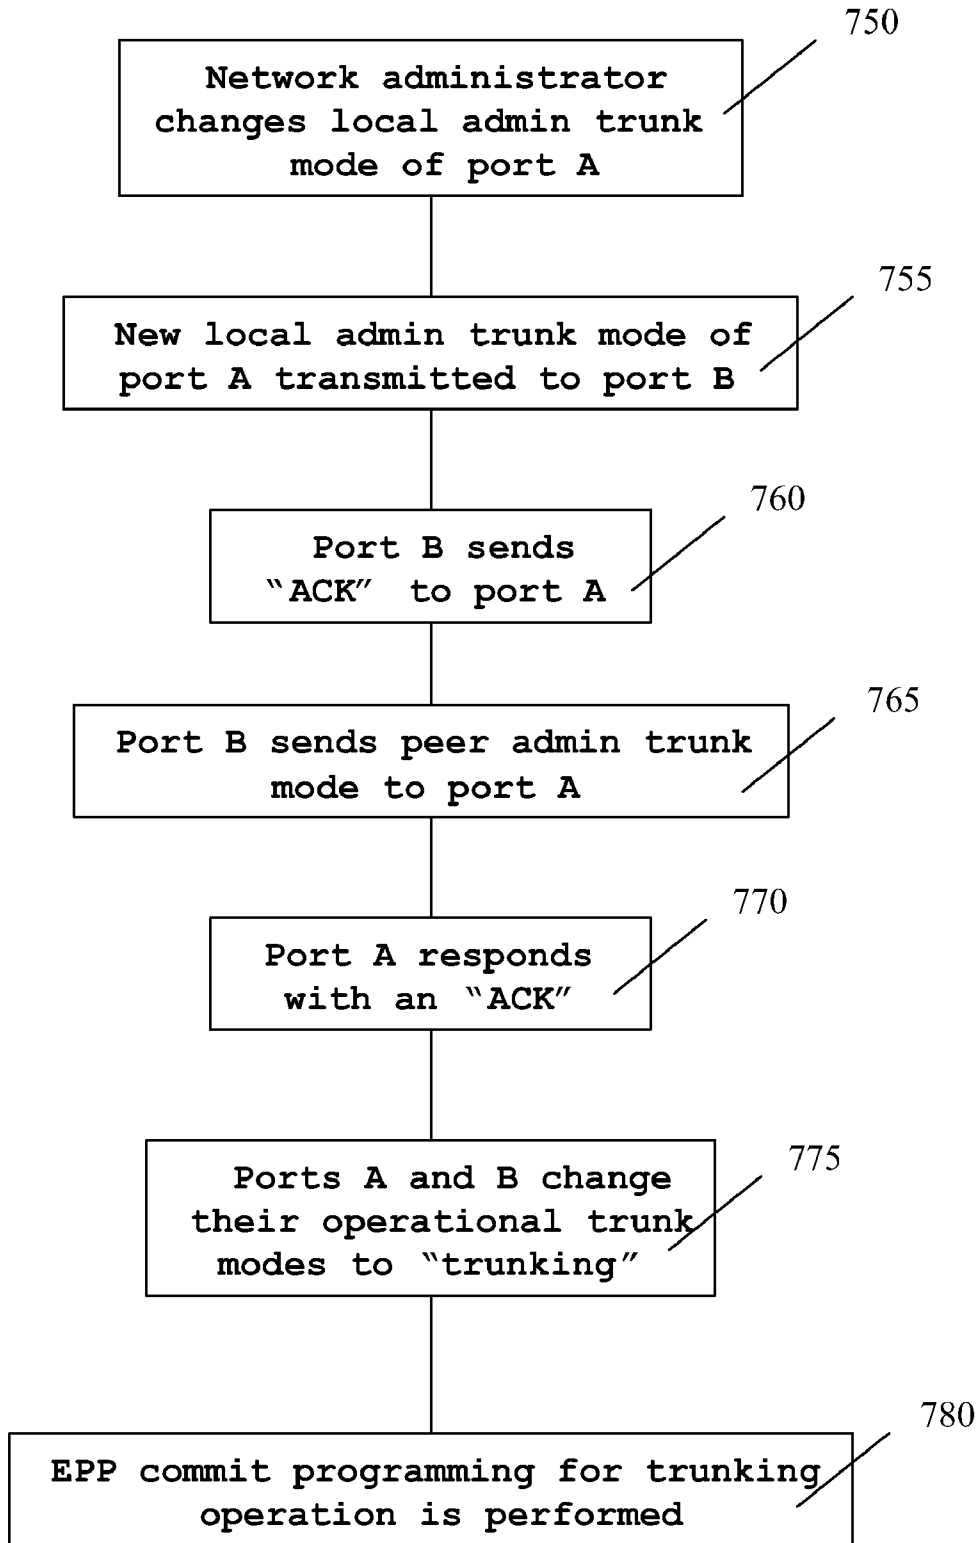 750
Network administrator
changes local admin trunk
mode of port A
755
New local admin trunk mode of
port A transmitted to port B
760
Port B sends
“ACK” to port A
765
Port B sends peer admin trunk
mode to port A
770
Port A responds
with an “ACK”
775
Ports A and B change
their operational trunk
modes to “trunking”
780
EPP commit programming for trunking
operation is performed